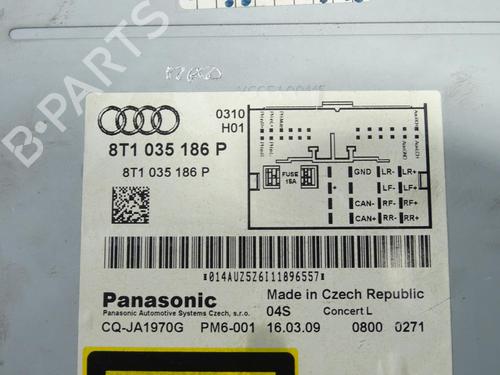 B-Parts
0310
H01
8T1 035 186 P
8T1 035 186 P
FUSE
15A
GND LR- LR+
+ LF- LF+
CAN- RF- RF+
CAN+ RR- RR+
*014AUZ5Z6I11896557*
Panasonic
Panasonic Automotive Systems Czech, s.r.o.
Made in Czech Republic
04S Concert L
CQ-JA1970G PM6-001 16.03.09 0800 0271